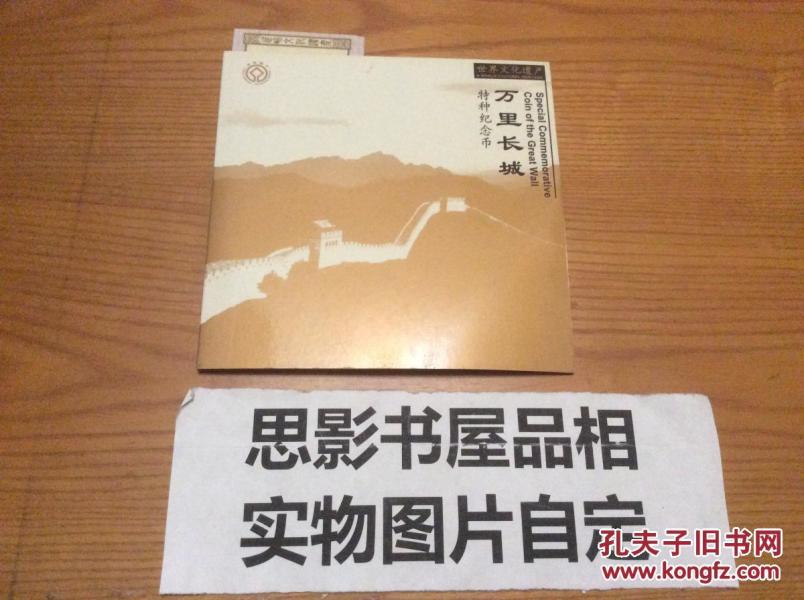 世界文化遗产
Special Commemorative
Coin of the Great Wall
万里长城
特种纪念币
思影书屋品相
实物图片自定
孔夫子旧书网
www.kongfz.com